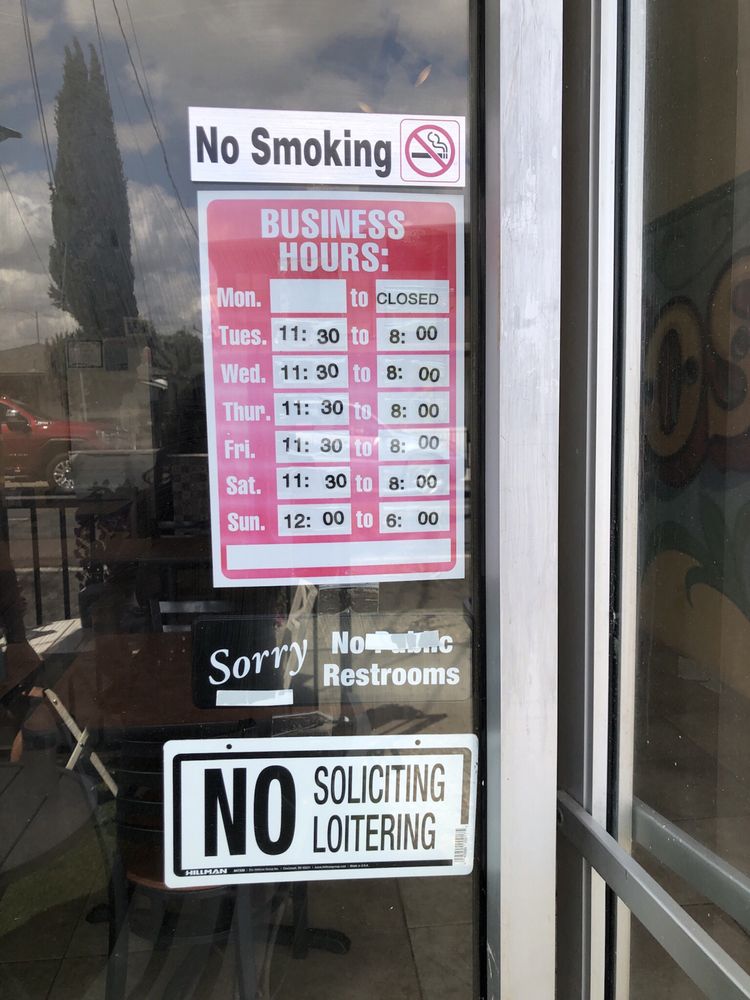 No Smoking
BUSINESS
HOURS:
Mon. to CLOSED
Tues. 11: 30 to 8: 00
Wed. 11: 30 to 8: 00
Thur. 11: 30 to 8: 00
Fri. 11: 30 to 8: 00
Sat. 11: 30 to 8: 00
Sun. 12: 00 to 6: 00
Sorry No Public
Restrooms
NO SOLICITING
LOITERING
HILLMAN